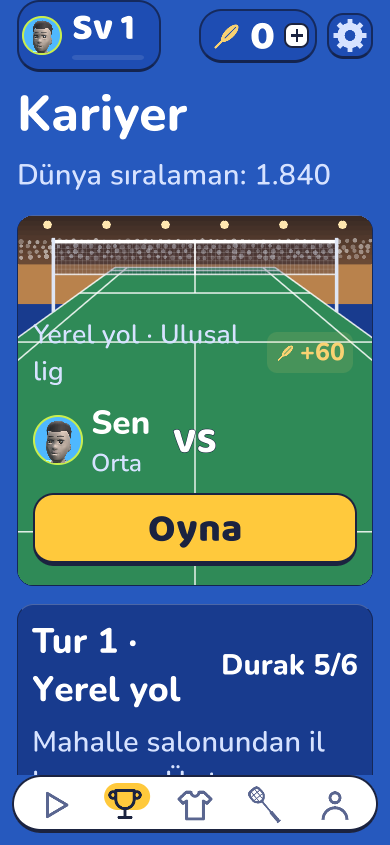 Sv 1
0
Kariyer
Dünya sıralaman: 1.840
Yerel yol · Ulusal
lig
+60
Sen
Orta
VS
Oyna
Tur 1 ·
Yerel yol
Durak 5/6
Mahalle salonundan il